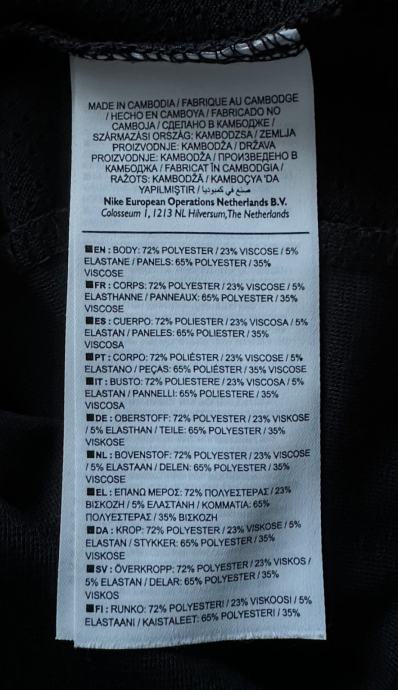 MADE IN CAMBODIA / FABRIQUE AU CAMBODGE
/ HECHO EN CAMBOYA / FABRICADO NO
CAMBOJA / СДЕЛАНО В КАМБОДЖЕ /
SZÁRMAZÁSI ORSZÁG: KAMBODZSA / ZEMLJA
PROIZVODNJE: KAMBODŽA / DRŽAVA
PROIZVODNJE: KAMBODŽA / ПРОИЗВЕДЕНО В
КАМБОДЖА / FABRICAT ÎN CAMBODGIA /
RAŽOTS: KAMBODŽĀ / KAMBOÇYA 'DA
YAPILMIŞTIR / صنع في كمبوديا
Nike European Operations Netherlands B.V.
Colosseum 1, 1213 NL Hilversum, The Netherlands
EN : BODY: 72% POLYESTER / 23% VISCOSE / 5%
ELASTANE / PANELS: 65% POLYESTER / 35%
VISCOSE
FR : CORPS: 72% POLYESTER / 23% VISCOSE / 5%
ELASTHANNE / PANNEAUX: 65% POLYESTER / 35%
VISCOSE
ES : CUERPO: 72% POLIESTER / 23% VISCOSA / 5%
ELASTAN / PANELES: 65% POLIESTER / 35%
VISCOSA
PT : CORPO: 72% POLIÉSTER / 23% VISCOSE / 5%
ELASTANO / PEÇAS: 65% POLIÉSTER / 35% VISCOSE
IT : BUSTO: 72% POLIESTERE / 23% VISCOSA / 5%
ELASTAN / PANNELLI: 65% POLIESTERE / 35%
VISCOSA
DE : OBERSTOFF: 72% POLYESTER / 23% VISKOSE
/ 5% ELASTHAN / TEILE: 65% POLYESTER / 35%
VISKOSE
NL : BOVENSTOF: 72% POLYESTER / 23% VISCOSE
/ 5% ELASTAAN / DELEN: 65% POLYESTER / 35%
VISCOSE
EL : ΕΠΑΝΩ ΜΕΡΟΣ: 72% ΠΟΛΥΕΣΤΕΡΑΣ / 23%
ΒΙΣΚΟΖΗ / 5% ΕΛΑΣΤΑΝΗ / ΚΟΜΜΑΤΙΑ: 65%
ΠΟΛΥΕΣΤΕΡΑΣ / 35% ΒΙΣΚΟΖΗ
DA : KROP: 72% POLYESTER / 23% VISKOSE / 5%
ELASTAN / STYKKER: 65% POLYESTER / 35%
VISKOSE
SV : ÖVERKROPP: 72% POLYESTER / 23% VISKOS /
5% ELASTAN / DELAR: 65% POLYESTER / 35%
VISKOS
FI : RUNKO: 72% POLYESTERI / 23% VISKOOSI / 5%
ELASTAANI / KAISTALEET: 65% POLYESTERI / 35%